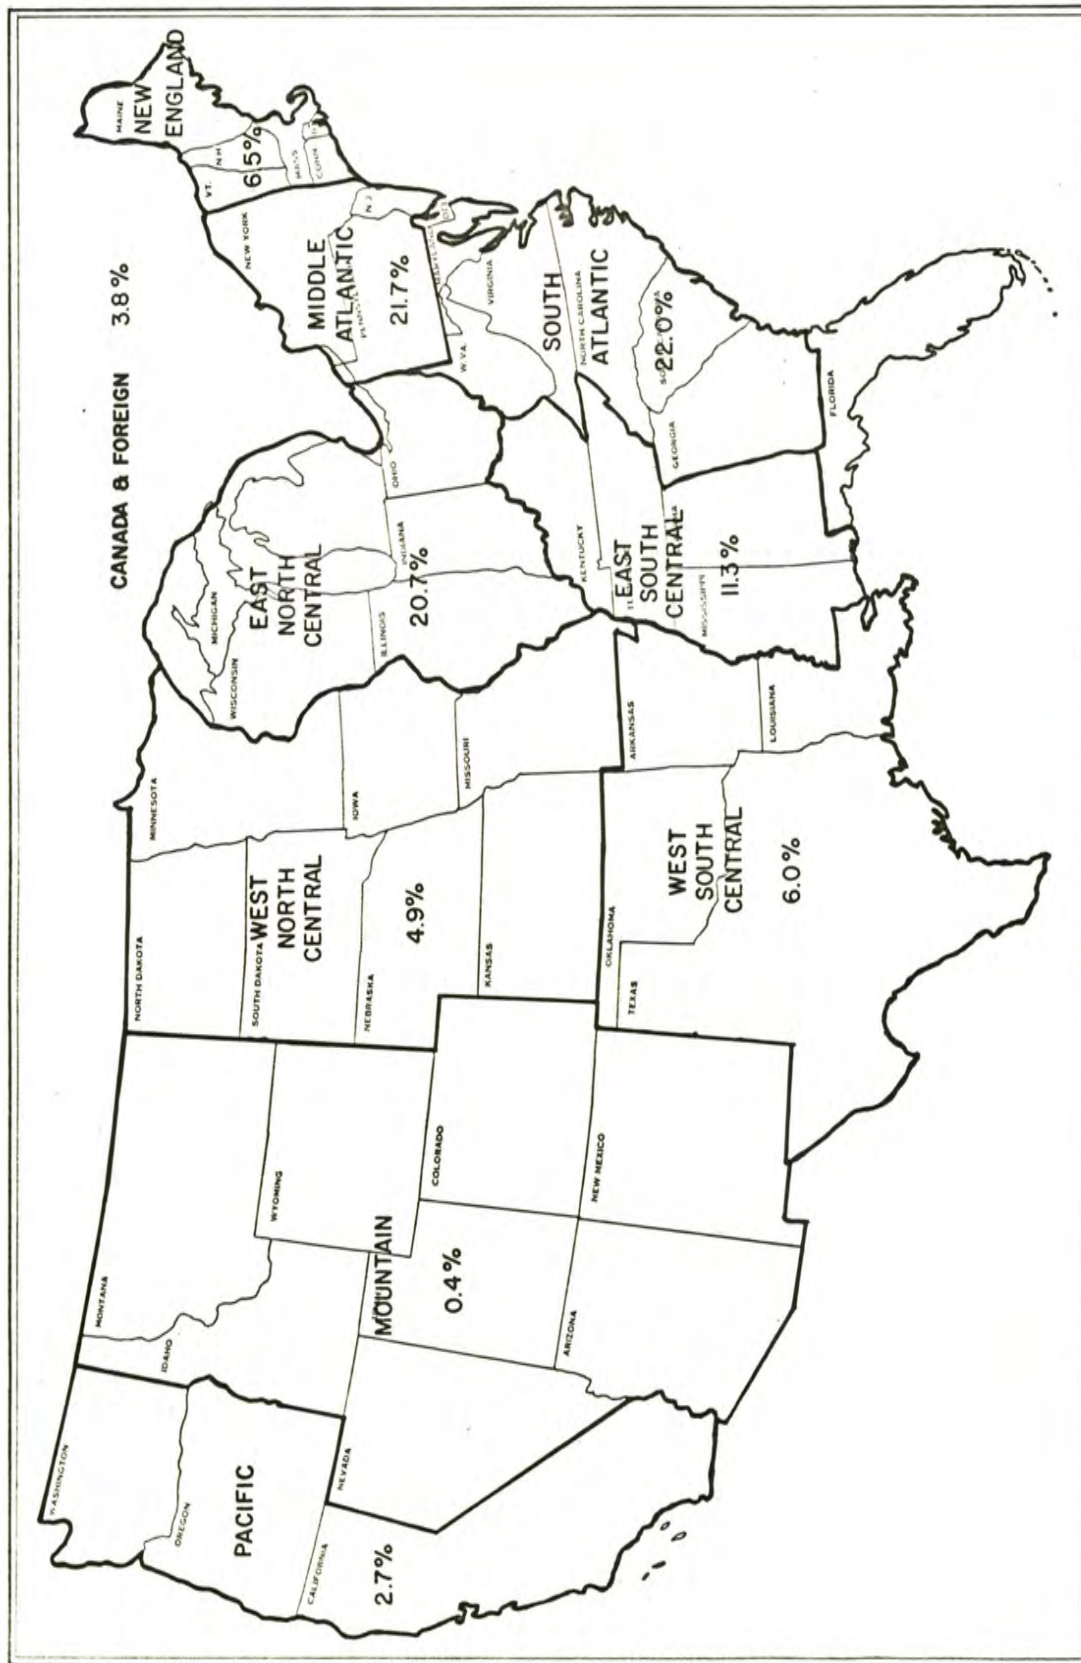 CANADA & FOREIGN 3.8%
MAINE
NEW
ENGLAND
VT.
N.H.
6.5%
MASS
CONN
NEW YORK
MIDDLE
ATLANTIC
N.J.
21.7%
MARYLAND
DEL
W.VA.
VIRGINIA
SOUTH
ATLANTIC
NORTH CAROLINA
22.0%
GEORGIA
FLORIDA
MICHIGAN
WISCONSIN
EAST
NORTH
CENTRAL
OHIO
INDIANA
ILLINOIS
20.7%
KENTUCKY
EAST
SOUTH
CENTRAL
MISSISSIPPI
11.3%
MINNESOTA
IOWA
MISSOURI
NORTH DAKOTA
SOUTH DAKOTA
WEST
NORTH
CENTRAL
NEBRASKA
4.9%
KANSAS
ARKANSAS
LOUISIANA
OKLAHOMA
TEXAS
WEST
SOUTH
CENTRAL
6.0%
MONTANA
IDAHO
WYOMING
MOUNTAIN
COLORADO
0.4%
NEVADA
ARIZONA
NEW MEXICO
WASHINGTON
OREGON
PACIFIC
CALIFORNIA
2.7%